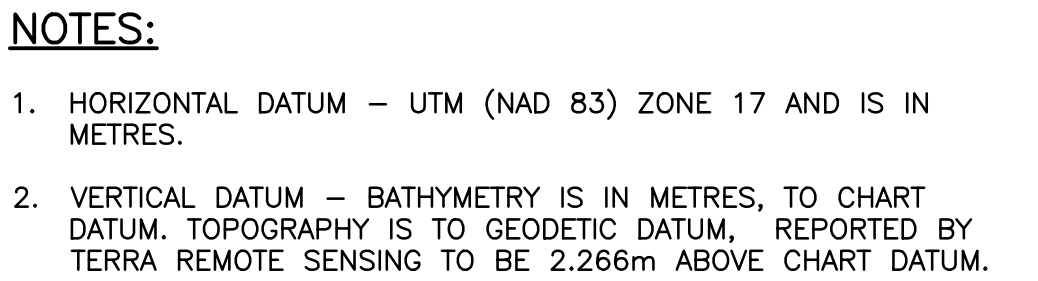 NOTES:
1. HORIZONTAL DATUM – UTM (NAD 83) ZONE 17 AND IS IN
METRES.
2. VERTICAL DATUM – BATHYMETRY IS IN METRES, TO CHART
DATUM. TOPOGRAPHY IS TO GEODETIC DATUM, REPORTED BY
TERRA REMOTE SENSING TO BE 2.266m ABOVE CHART DATUM.